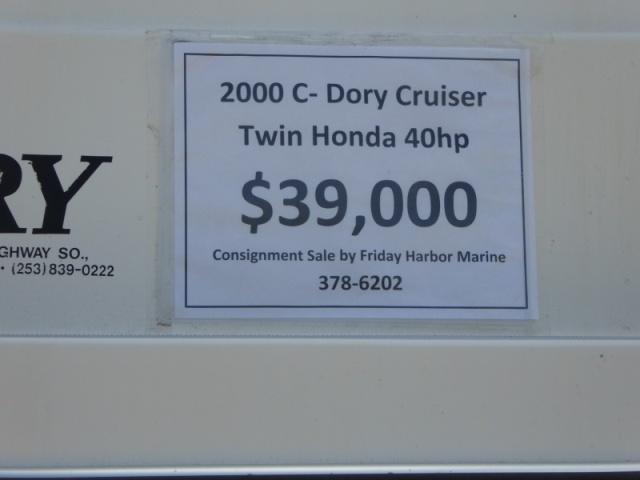 2000 C- Dory Cruiser
Twin Honda 40hp
$39,000
Consignment Sale by Friday Harbor Marine
378-6202
RY
GHWAY SO.,
• (253) 839-0222